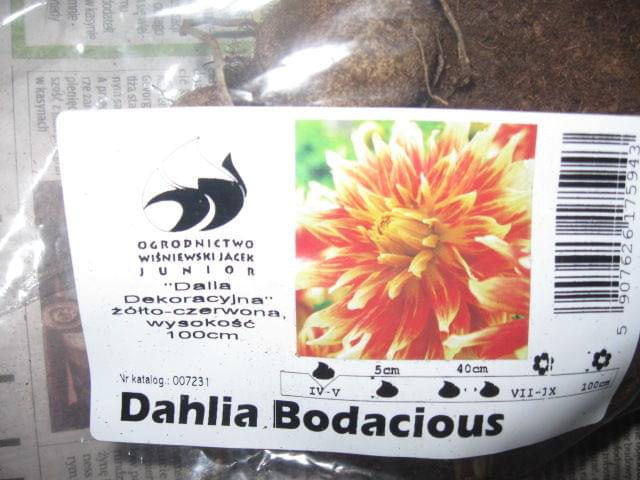 OGRODNICTWO
WIŚNIEWSKI JACEK
JUNIOR
"Dalia
Dekoracyjna"
żółto-czerwona,
wysokość
100cm
Nr katalog.: 007231
5cm 40cm
IV-V VII-IX 100cm
Dahlia Bodacious
5 907626 175943
w kasynach